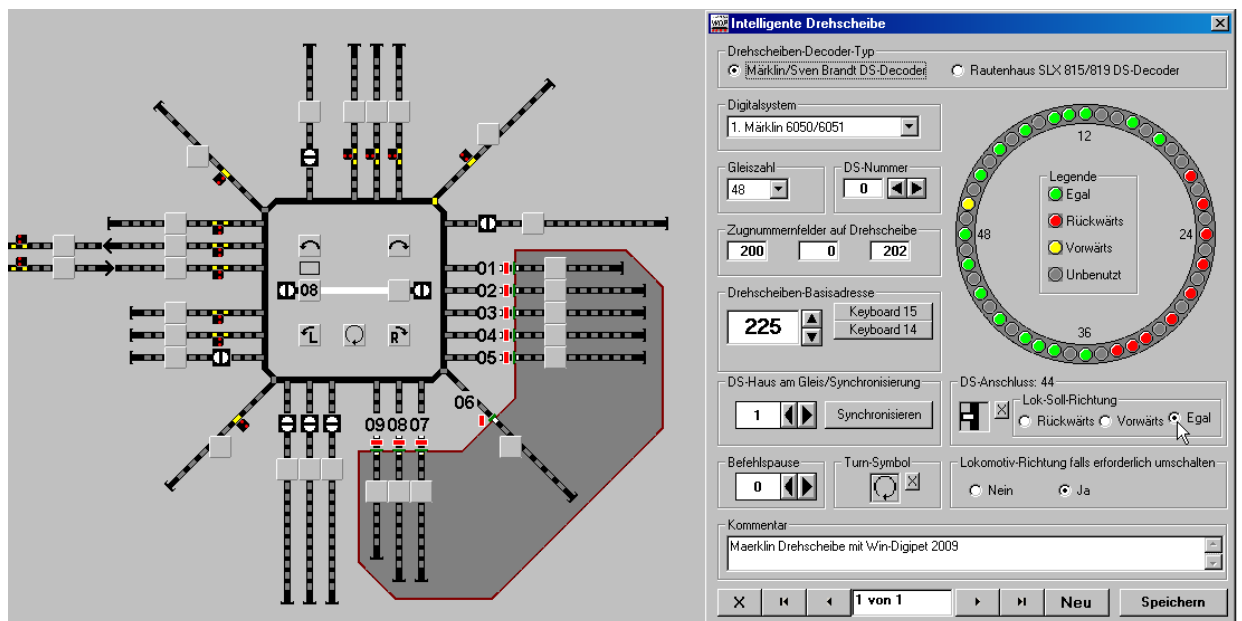 Intelligente Drehscheibe
Drehscheiben-Decoder-Typ
Märklin/Sven Brandt DS-Decoder
Rautenhaus SLX 815/819 DS-Decoder
Digitalsystem
1. Märklin 6050/6051
Gleiszahl
48
DS-Nummer
0
Zugnummernfelder auf Drehscheibe
200 0 202
Drehscheiben-Basisadresse
225
Keyboard 15
Keyboard 14
DS-Haus am Gleis/Synchronisierung
1
Synchronisieren
Befehlspause
0
Turn-Symbol
X
12
24
36
48
Legende
Egal
Rückwärts
Vorwärts
Unbenutzt
DS-Anschluss: 44
X
Lok-Soll-Richtung
Rückwärts Vorwärts Egal
Lokomotiv-Richtung falls erforderlich umschalten
Nein Ja
Kommentar
Maerklin Drehscheibe mit Win-Digipet 2009
X
1 von 1
Neu
Speichern
01
08 02
03
L R 04
05
06
09 08 07